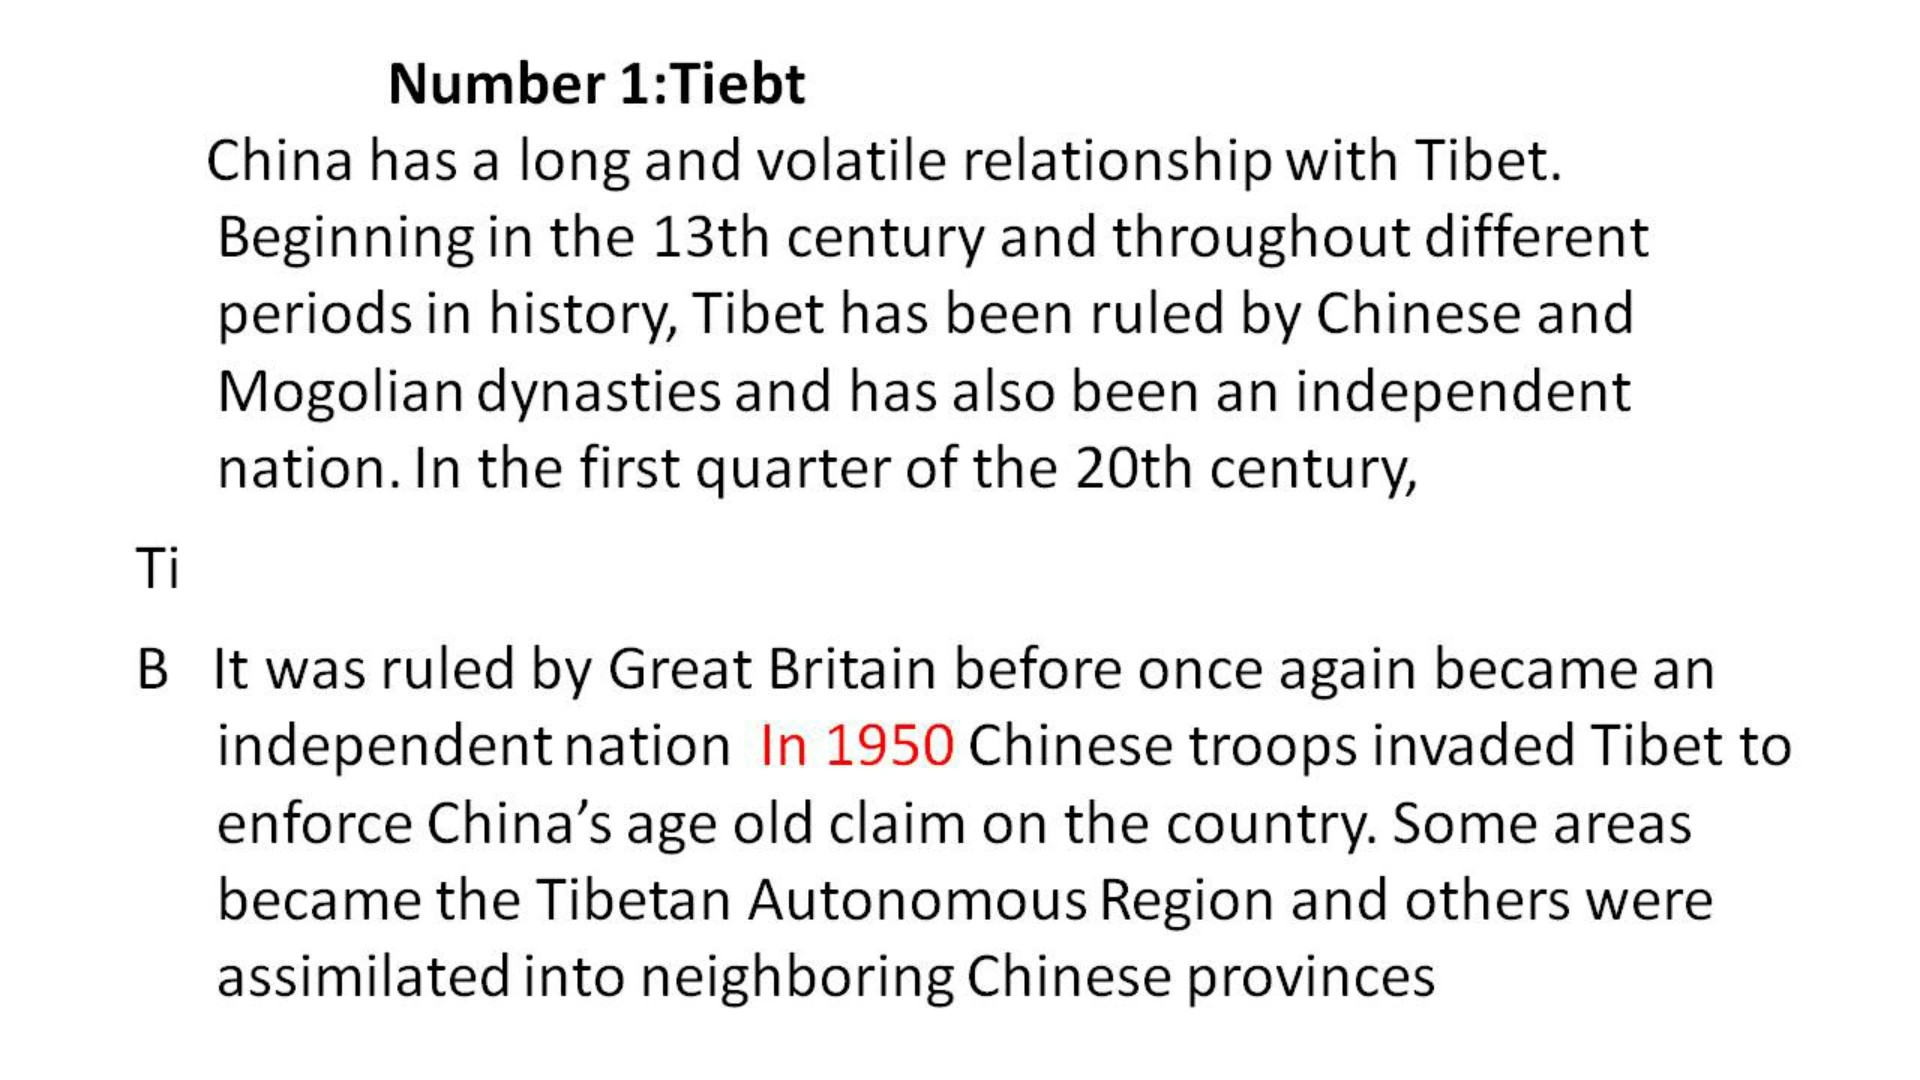 Number 1:Tiebt
China has a long and volatile relationship with Tibet.
Beginning in the 13th century and throughout different
periods in history, Tibet has been ruled by Chinese and
Mogolian dynasties and has also been an independent
nation. In the first quarter of the 20th century,
Ti
B It was ruled by Great Britain before once again became an
independent nation In 1950 Chinese troops invaded Tibet to
enforce China’s age old claim on the country. Some areas
became the Tibetan Autonomous Region and others were
assimilated into neighboring Chinese provinces